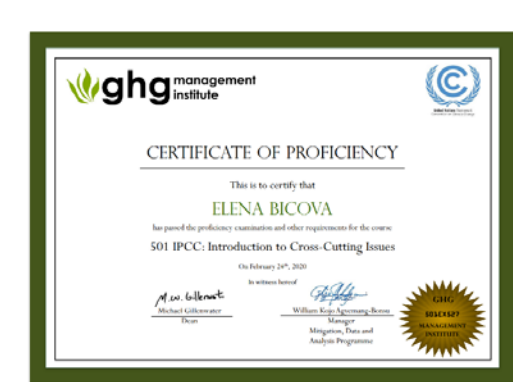 ghg management
institute
CERTIFICATE OF PROFICIENCY
This is to certify that
ELENA BICOVA
has passed the proficiency examination and other requirements for the course
501 IPCC: Introduction to Cross-Cutting Issues
On February 24th, 2020
In witness hereof
M.W. Gillenwater
Michael Gillenwater
Dean
William Kojo Agyemang-Bonsu
Manager
Mitigation, Data and
Analysis Programme
GHG
MANAGEMENT
INSTITUTE